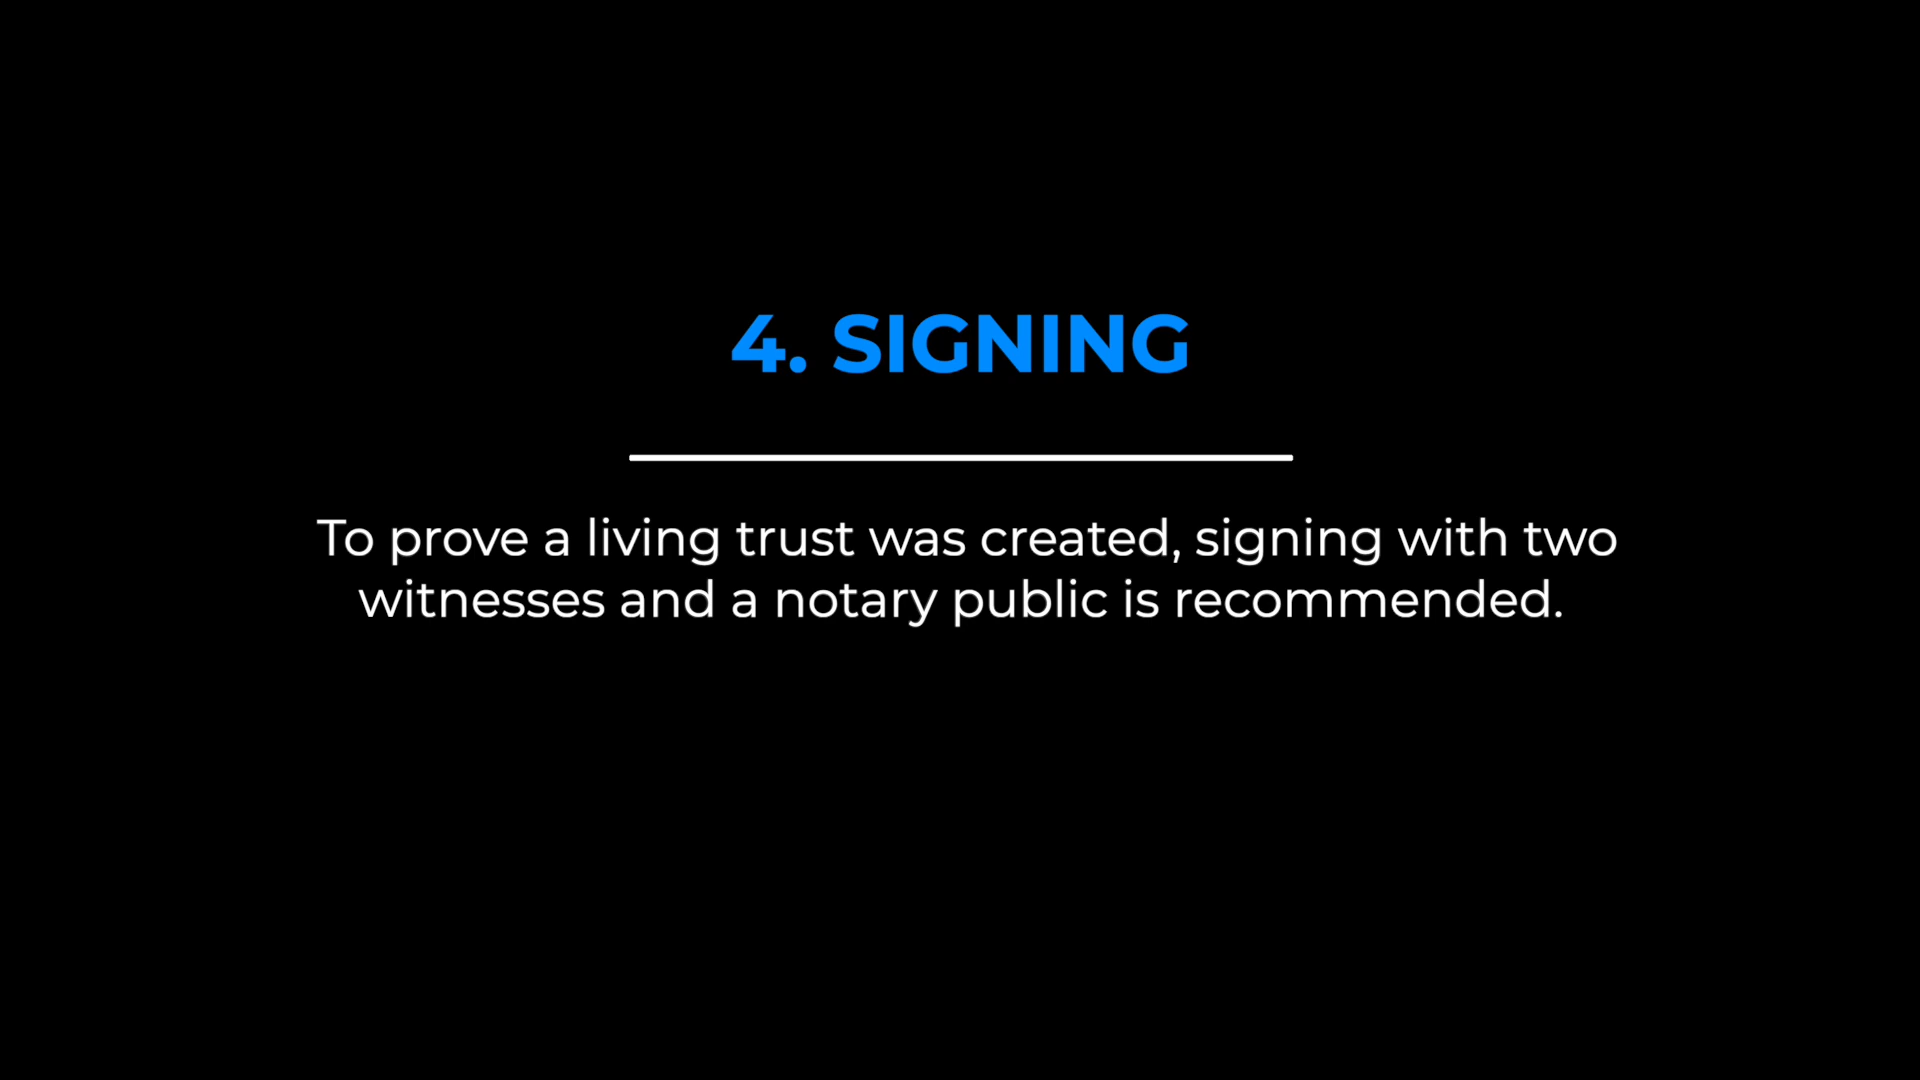 4. SIGNING
To prove a living trust was created, signing with two
witnesses and a notary public is recommended.